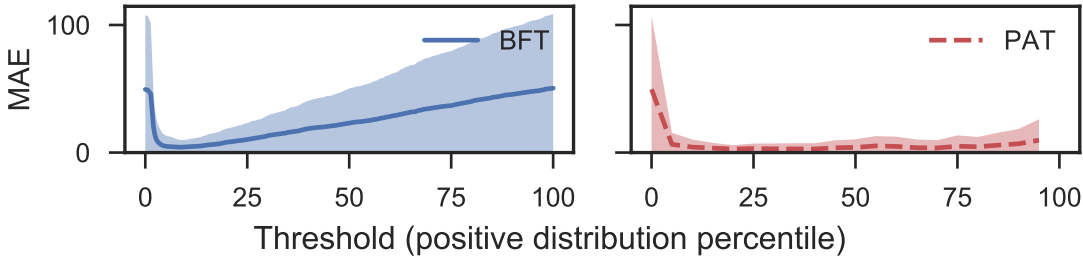 MAE
100
0
BFT
PAT
0 25 50 75 100
0 25 50 75 100
Threshold (positive distribution percentile)